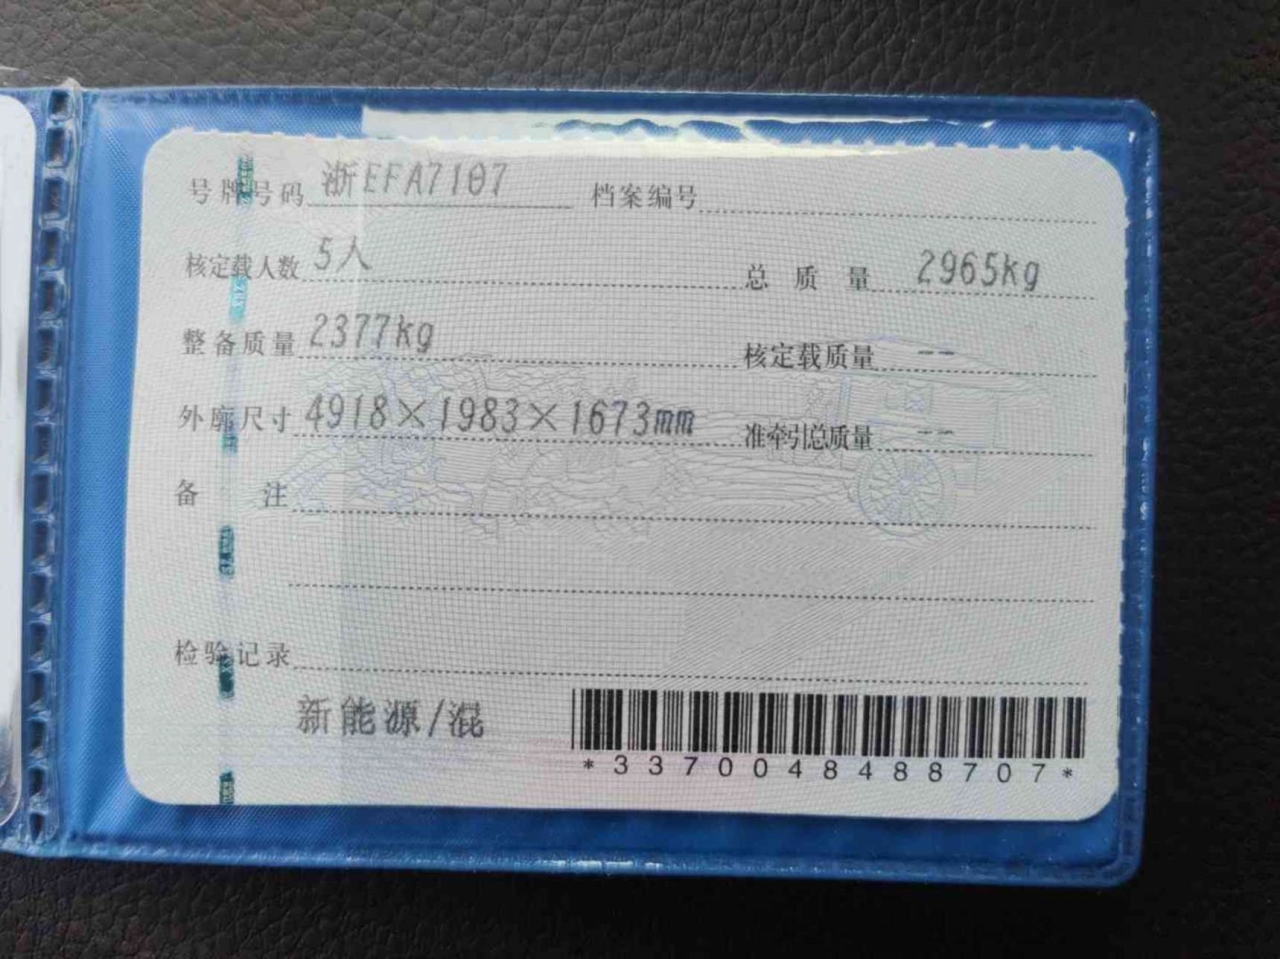 号牌号码 浙EFA7107 档案编号
核定载人数 5人 总质量 2965kg
整备质量 2377kg 核定载质量 --
外廓尺寸 4918×1983×1673mm 准牵引总质量 --
备注
检验记录
新能源/混
*3370048488707*